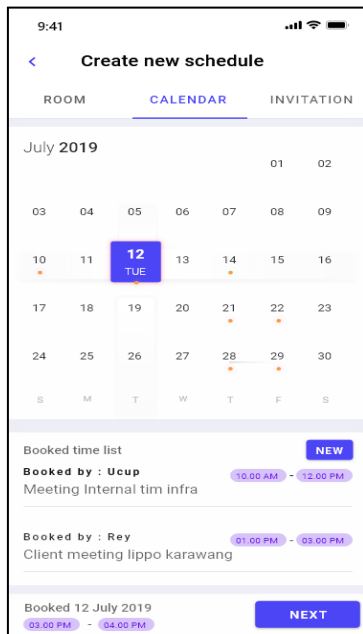 9:41
Create new schedule
ROOM CALENDAR INVITATION
July 2019
01 02
03 04 05 06 07 08 09
10 11 12 13 14 15 16
TUE
17 18 19 20 21 22 23
24 25 26 27 28 29 30
S M T W T F S
Booked time list NEW
Booked by : Ucup 10.00 AM - 12.00 PM
Meeting Internal tim infra
Booked by : Rey 01.00 PM - 03.00 PM
Client meeting lippo karawang
Booked 12 July 2019
03.00 PM - 04.00 PM
NEXT